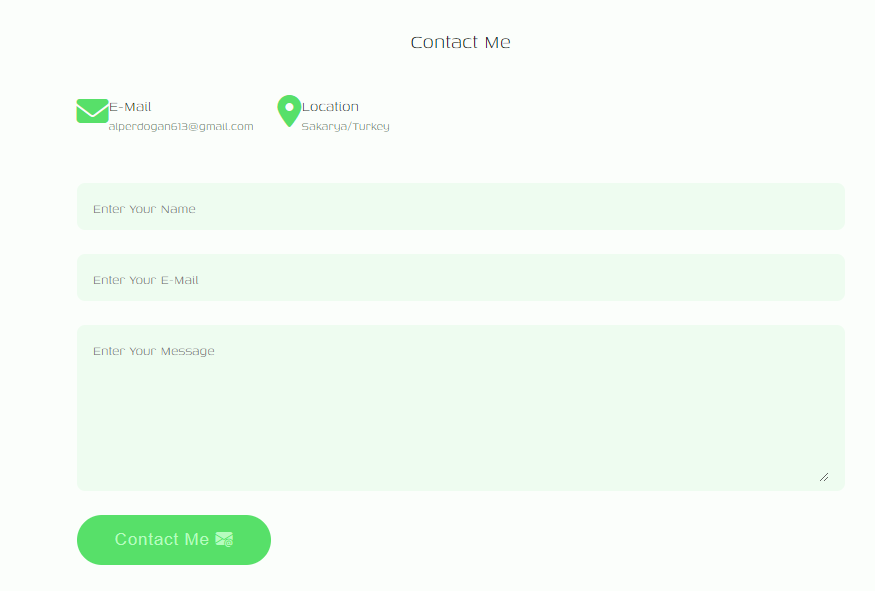 Contact Me
E-Mail
alperdogan613@gmail.com
Location
Sakarya/Turkey
Enter Your Name
Enter Your E-Mail
Enter Your Message
Contact Me